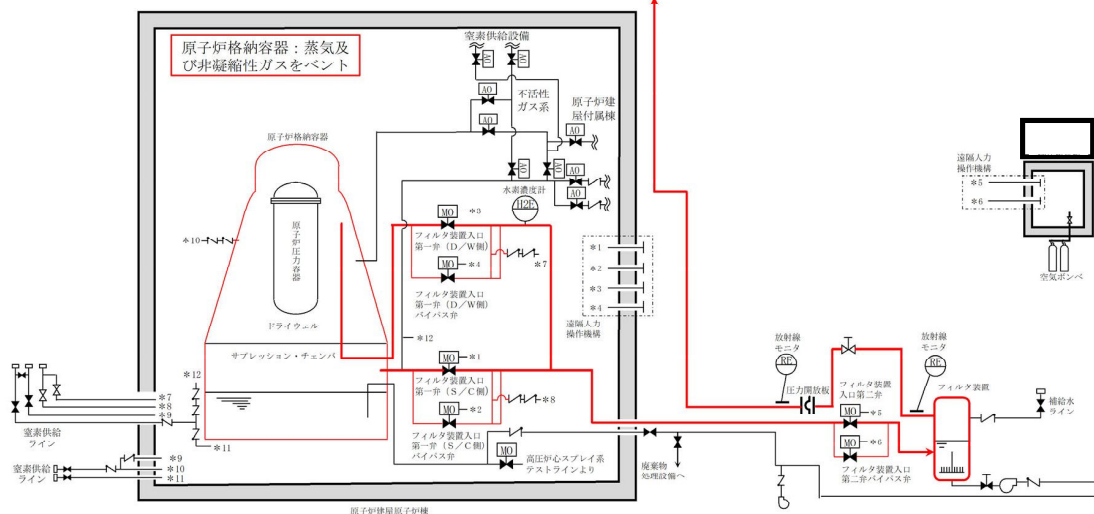 原子炉格納容器：蒸気及
び非凝縮性ガスをベント
窒素供給設備
AO
AO
AO
不活性
ガス系
AO
原子炉建
屋付属棟
AO
AO
AO
AO
AO
水素濃度計
H2E
原子炉格納容器
原子炉圧力容器
ドライウェル
サプレッション・チェンバ
＊10
MO
＊3
フィルタ装置入口
第一弁（D／W側）
MO
＊4
＊7
フィルタ装置入口
第一弁（D／W側）
バイパス弁
＊12
MO
＊1
フィルタ装置入口
第一弁（S／C側）
MO
＊2
＊8
フィルタ装置入口
第一弁（S／C側）
バイパス弁
MO
高圧炉心スプレイ系
テストラインより
＊1
＊2
＊3
＊4
遠隔人力
操作機構
廃棄物
処理設備へ
＊12
＊7
＊8
＊9
＊11
窒素供給
ライン
＊9
＊10
＊11
窒素供給
ライン
原子炉建屋原子炉棟
遠隔人力
操作機構
＊5
＊6
空気ボンベ
放射線
モニタ
RE
放射線
モニタ
RE
圧力開放板
フィルタ装置
入口第二弁
MO
＊5
MO
＊6
フィルタ装置入口
第二弁バイパス弁
フィルタ装置
補給水
ライン